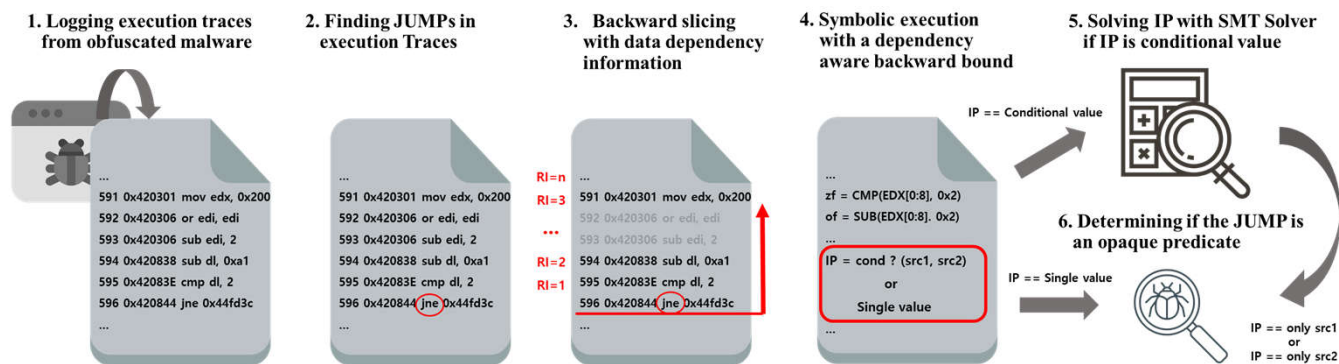 1. Logging execution traces
from obfuscated malware
...
591 0x420301 mov edx, 0x200
592 0x420306 or edi, edi
593 0x420306 sub edi, 2
594 0x420838 sub dl, 0xa1
595 0x42083E cmp dl, 2
596 0x420844 jne 0x44fd3c
...
2. Finding JUMPs in
execution Traces
...
591 0x420301 mov edx, 0x200
592 0x420306 or edi, edi
593 0x420306 sub edi, 2
594 0x420838 sub dl, 0xa1
595 0x42083E cmp dl, 2
596 0x420844 jne 0x44fd3c
...
3. Backward slicing
with data dependency
information
RI=n
RI=3
...
RI=2
RI=1
...
591 0x420301 mov edx, 0x200
592 0x420306 or edi, edi
593 0x420306 sub edi, 2
594 0x420838 sub dl, 0xa1
595 0x42083E cmp dl, 2
596 0x420844 jne 0x44fd3c
...
4. Symbolic execution
with a dependency
aware backward bound
...
zf = CMP(EDX[0:8], 0x2)
of = SUB(EDX[0:8]. 0x2)
...
IP = cond ? (src1, src2)
or
Single value
...
5. Solving IP with SMT Solver
if IP is conditional value
IP == Conditional value
6. Determining if the JUMP is
an opaque predicate
IP == Single value
IP == only src1
or
IP == only src2